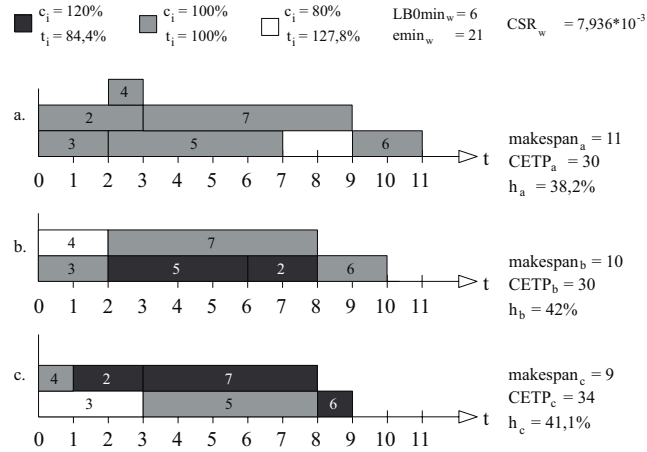 c_i = 120%
t_i = 84,4%
c_i = 100%
t_i = 100%
c_i = 80%
t_i = 127,8%
LB0min_w = 6
emin_w = 21
CSR_w = 7,936*10^-3
a.
4
2 7
3 5 6
t
0 1 2 3 4 5 6 7 8 9 10 11
makespan_a = 11
CETP_a = 30
h_a = 38,2%
b.
4 7
3 5 2 6
t
0 1 2 3 4 5 6 7 8 9 10 11
makespan_b = 10
CETP_b = 30
h_b = 42%
c.
4 2 7
3 5 6
t
0 1 2 3 4 5 6 7 8 9 10 11
makespan_c = 9
CETP_c = 34
h_c = 41,1%